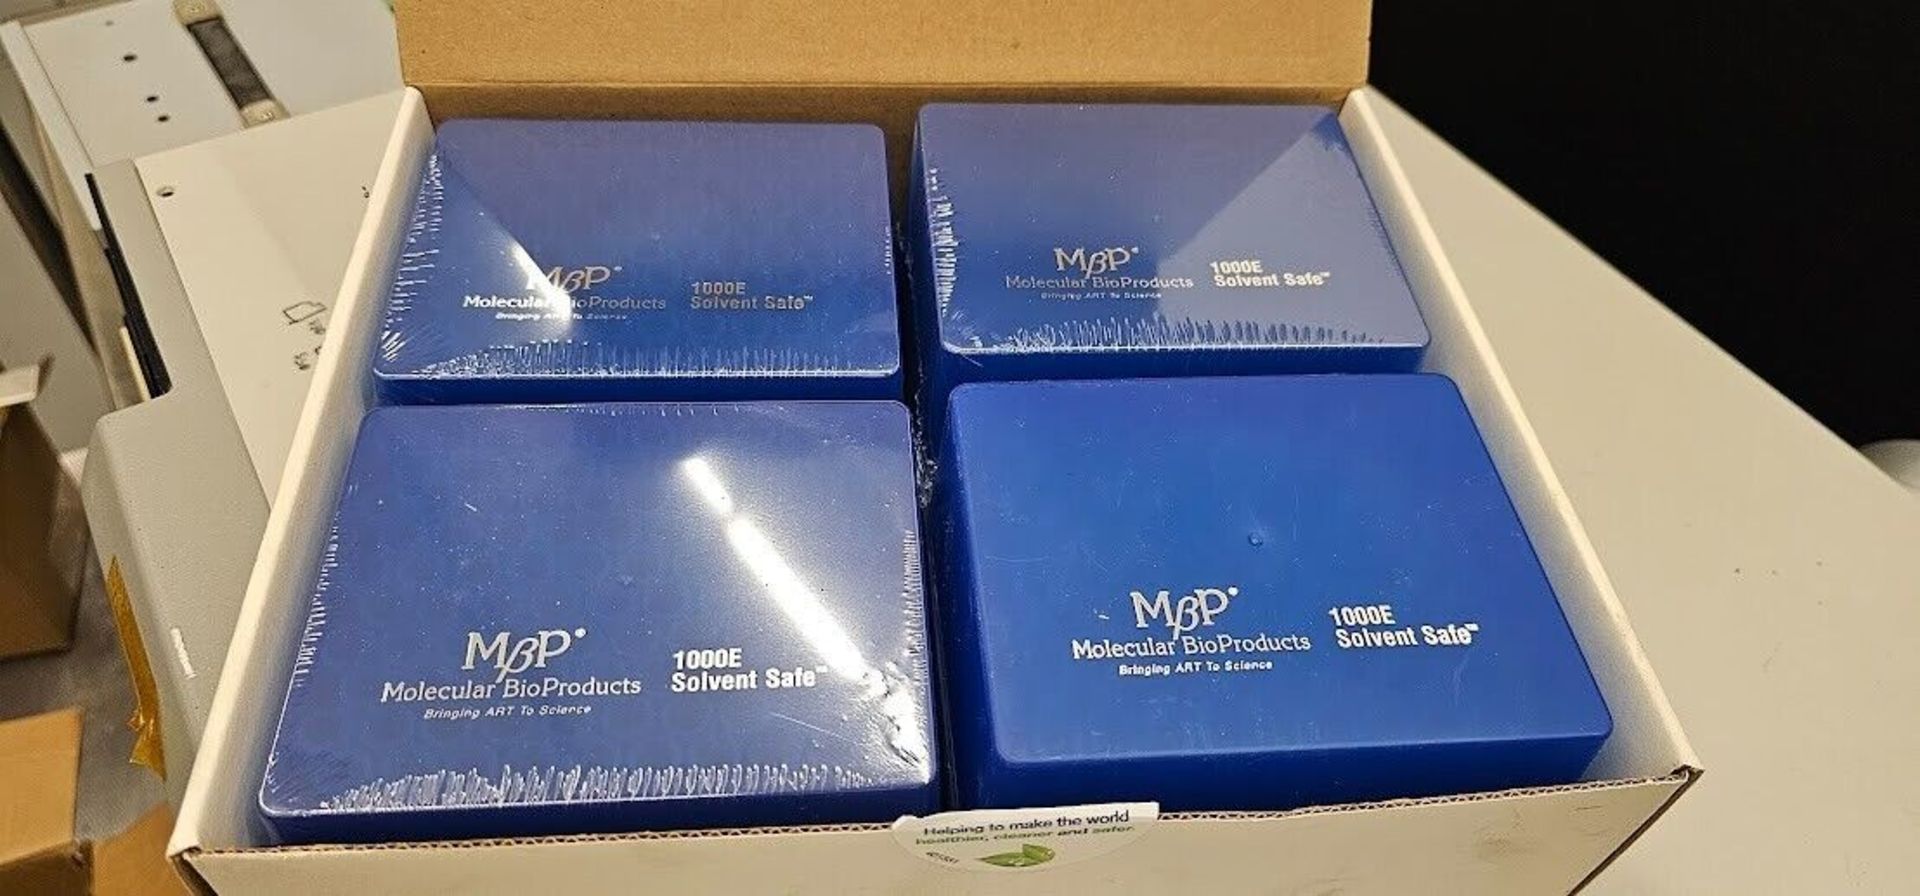 MβP
Molecular BioProducts
Bringing ART To Science
1000E
Solvent Safe™
MβP
Molecular BioProducts
Bringing ART To Science
1000E
Solvent Safe™
MβP
Molecular BioProducts
Bringing ART To Science
1000E
Solvent Safe™
MβP
Molecular BioProducts
Bringing ART To Science
1000E
Solvent Safe™
Helping to make the world
healthier, cleaner and safer.